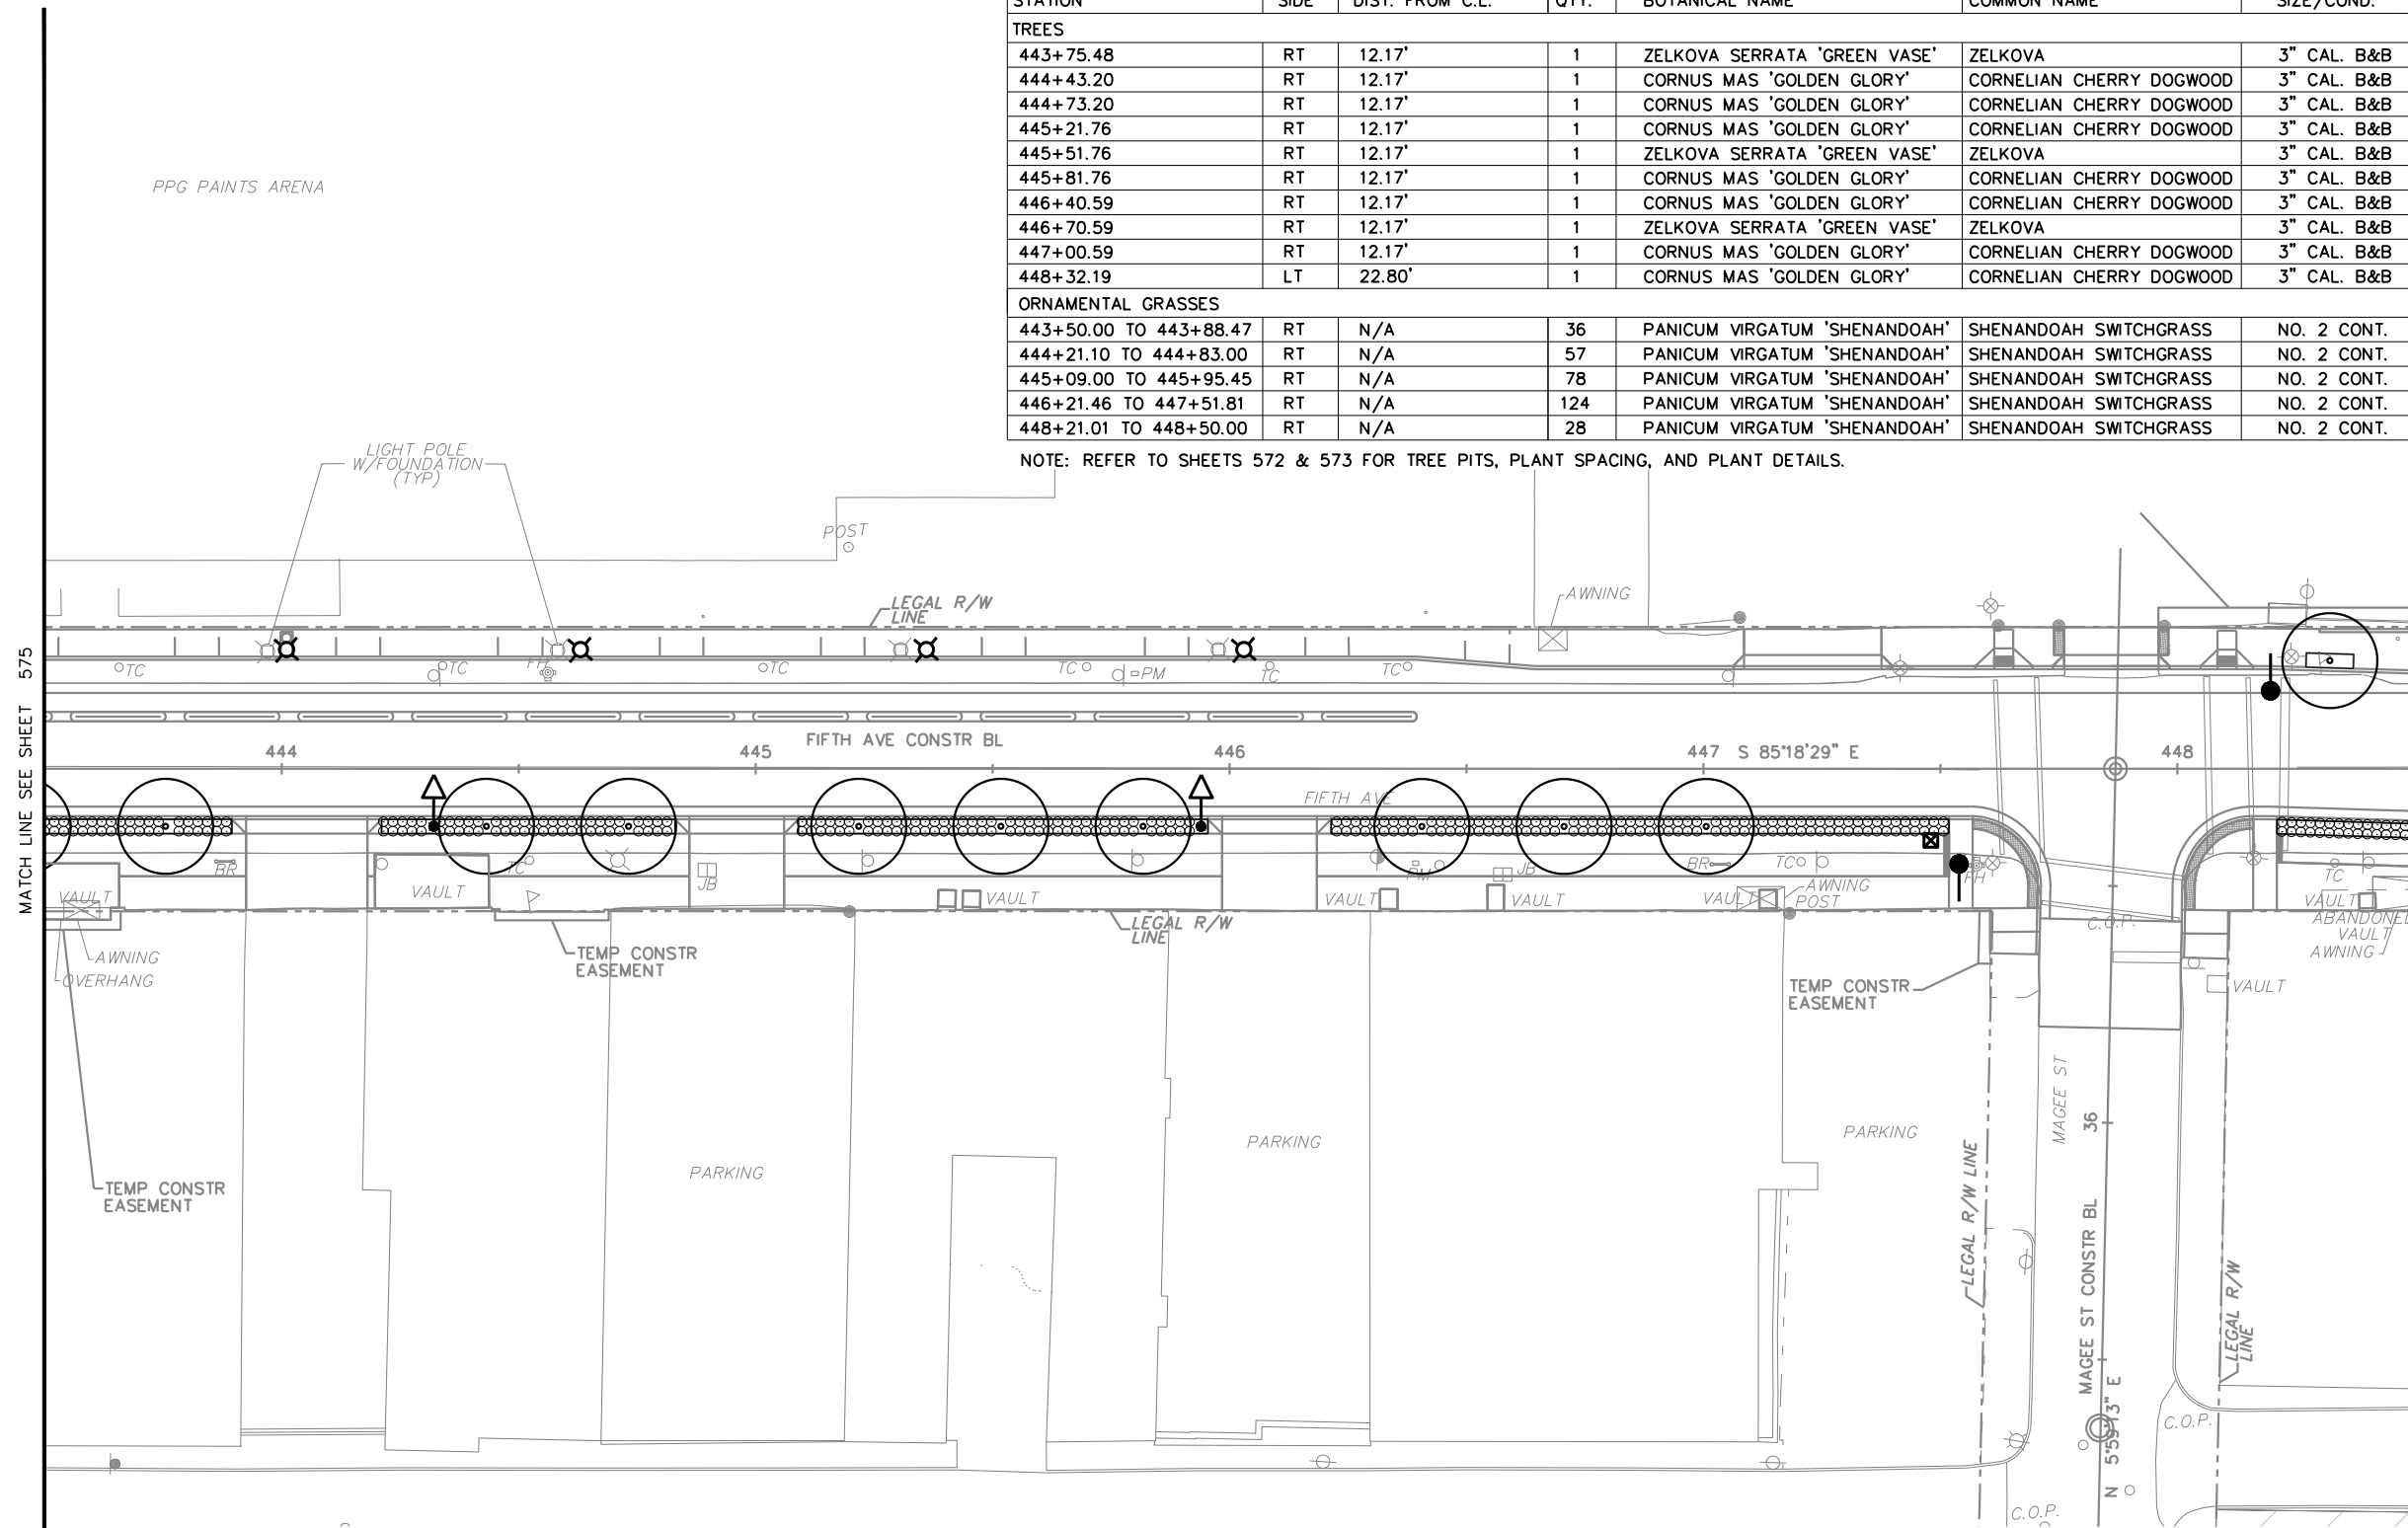 STATION SIDE DIST. FROM C.L. QTY. BOTANICAL NAME COMMON NAME SIZE/COND.
TREES
443+75.48 RT 12.17' 1 ZELKOVA SERRATA 'GREEN VASE' ZELKOVA 3" CAL. B&B
444+43.20 RT 12.17' 1 CORNUS MAS 'GOLDEN GLORY' CORNELIAN CHERRY DOGWOOD 3" CAL. B&B
444+73.20 RT 12.17' 1 CORNUS MAS 'GOLDEN GLORY' CORNELIAN CHERRY DOGWOOD 3" CAL. B&B
445+21.76 RT 12.17' 1 CORNUS MAS 'GOLDEN GLORY' CORNELIAN CHERRY DOGWOOD 3" CAL. B&B
445+51.76 RT 12.17' 1 ZELKOVA SERRATA 'GREEN VASE' ZELKOVA 3" CAL. B&B
445+81.76 RT 12.17' 1 CORNUS MAS 'GOLDEN GLORY' CORNELIAN CHERRY DOGWOOD 3" CAL. B&B
446+40.59 RT 12.17' 1 CORNUS MAS 'GOLDEN GLORY' CORNELIAN CHERRY DOGWOOD 3" CAL. B&B
446+70.59 RT 12.17' 1 ZELKOVA SERRATA 'GREEN VASE' ZELKOVA 3" CAL. B&B
447+00.59 RT 12.17' 1 CORNUS MAS 'GOLDEN GLORY' CORNELIAN CHERRY DOGWOOD 3" CAL. B&B
448+32.19 LT 22.80' 1 CORNUS MAS 'GOLDEN GLORY' CORNELIAN CHERRY DOGWOOD 3" CAL. B&B
ORNAMENTAL GRASSES
443+50.00 TO 443+88.47 RT N/A 36 PANICUM VIRGATUM 'SHENANDOAH' SHENANDOAH SWITCHGRASS NO. 2 CONT.
444+21.10 TO 444+83.00 RT N/A 57 PANICUM VIRGATUM 'SHENANDOAH' SHENANDOAH SWITCHGRASS NO. 2 CONT.
445+09.00 TO 445+95.45 RT N/A 78 PANICUM VIRGATUM 'SHENANDOAH' SHENANDOAH SWITCHGRASS NO. 2 CONT.
446+21.46 TO 447+51.81 RT N/A 124 PANICUM VIRGATUM 'SHENANDOAH' SHENANDOAH SWITCHGRASS NO. 2 CONT.
448+21.01 TO 448+50.00 RT N/A 28 PANICUM VIRGATUM 'SHENANDOAH' SHENANDOAH SWITCHGRASS NO. 2 CONT.
NOTE: REFER TO SHEETS 572 & 573 FOR TREE PITS, PLANT SPACING, AND PLANT DETAILS.
PPG PAINTS ARENA
LIGHT POLE
W/FOUNDATION
(TYP)
POST
LEGAL R/W
LINE
AWNING
TC
TC
FH
TC
TC
PM
TC
TC
MATCH LINE SEE SHEET 575
444
445
FIFTH AVE CONSTR BL
446
447
S 85°18'29" E
448
FIFTH AVE
VAULT
BR
VAULT
TC
JB
VAULT
VAULT
PM
JB
VAULT
BR
VAULT
TC
AWNING
POST
FH
TC
VAULT
ABANDONED
VAULT
AWNING
C.O.P.
LEGAL R/W
LINE
AWNING
OVERHANG
TEMP CONSTR
EASEMENT
TEMP CONSTR
EASEMENT
VAULT
PARKING
PARKING
PARKING
TEMP CONSTR
EASEMENT
MAGEE ST
36
LEGAL R/W LINE
MAGEE ST CONSTR BL
N 5°59'13" E
LEGAL R/W
LINE
C.O.P.
C.O.P.